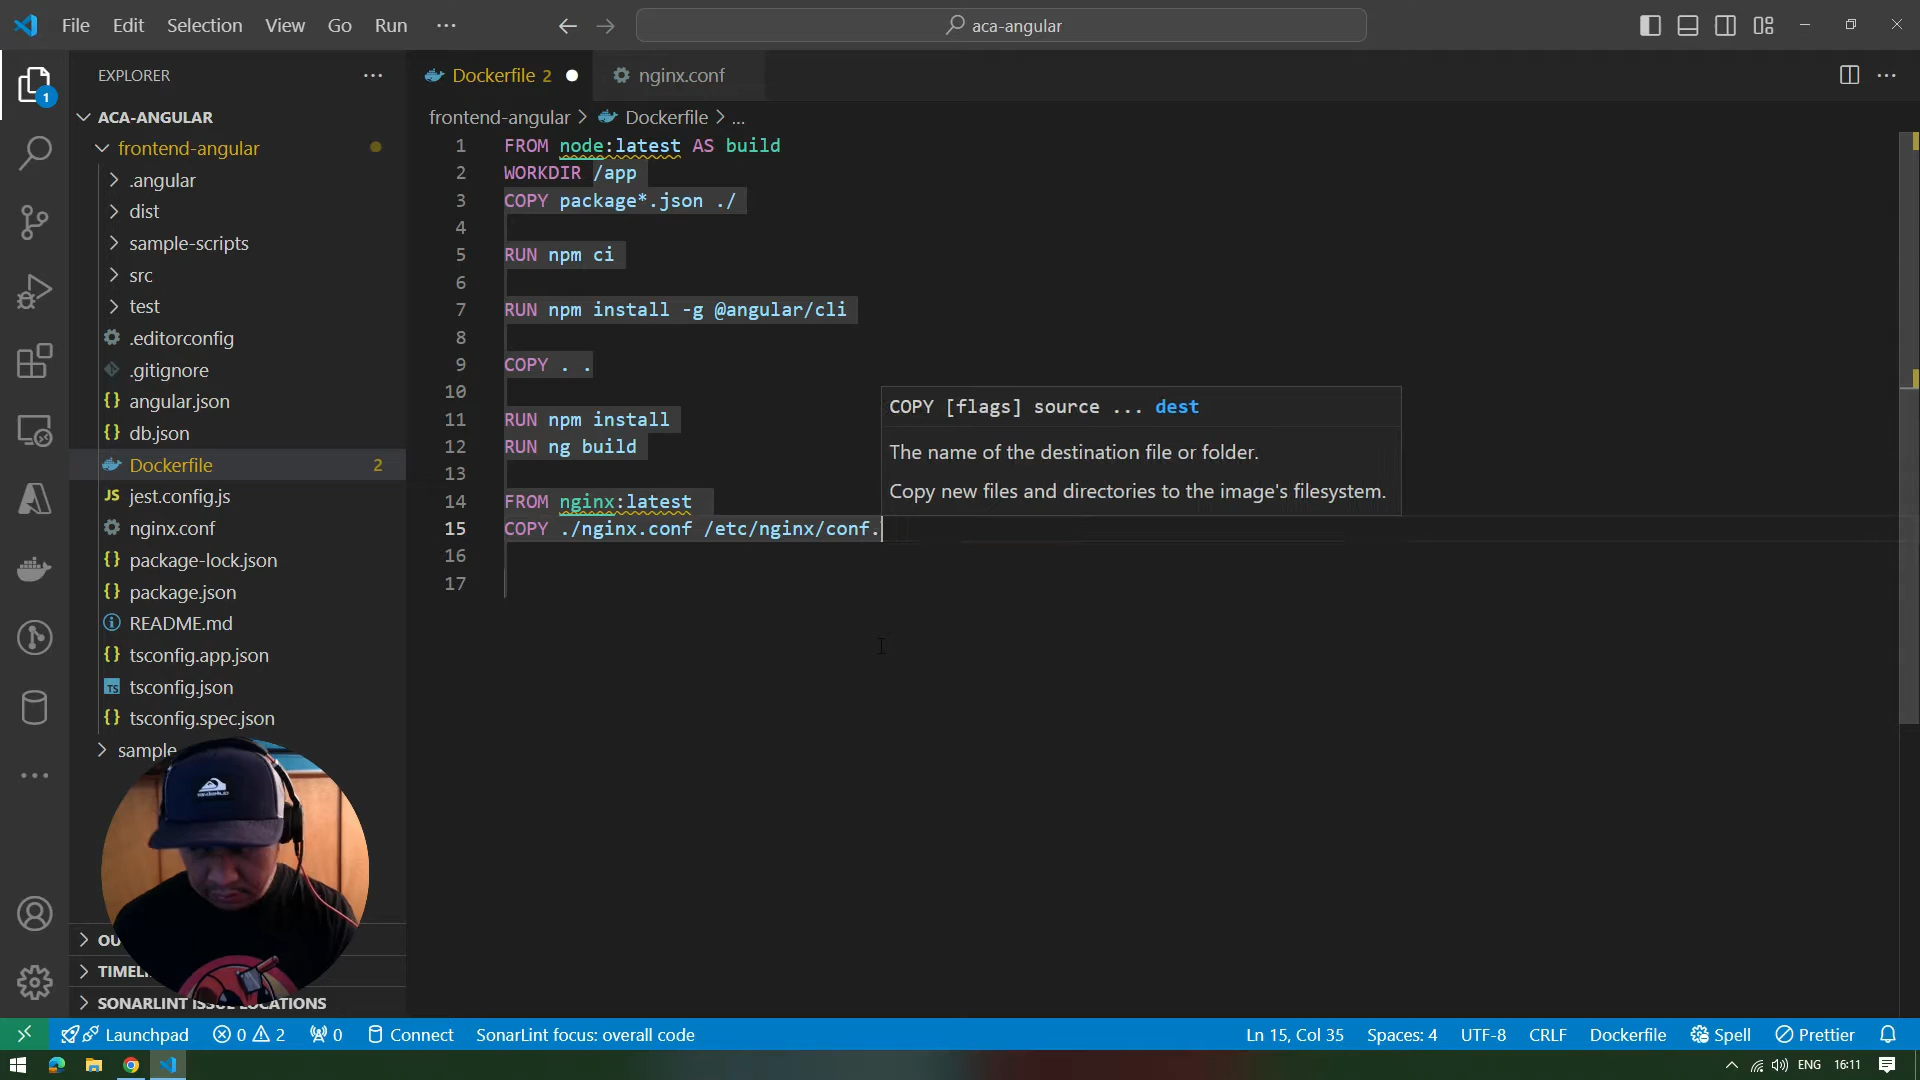 File Edit Selection View Go Run ...
aca-angular
EXPLORER
1
ACA-ANGULAR
frontend-angular
.angular
dist
sample-scripts
src
test
.editorconfig
.gitignore
angular.json
db.json
Dockerfile 2
jest.config.js
nginx.conf
package-lock.json
package.json
README.md
tsconfig.app.json
tsconfig.json
tsconfig.spec.json
sample
OU
TIMELI
SONARLINT ISSUE LOCATIONS
Dockerfile 2
nginx.conf
frontend-angular > Dockerfile > ...
1 FROM node:latest AS build
2 WORKDIR /app
3 COPY package*.json ./
4
5 RUN npm ci
6
7 RUN npm install -g @angular/cli
8
9 COPY . .
10
11 RUN npm install
12 RUN ng build
13
14 FROM nginx:latest
15 COPY ./nginx.conf /etc/nginx/conf.
16
17
COPY [flags] source ... dest
The name of the destination file or folder.
Copy new files and directories to the image's filesystem.
Launchpad 0 2 0 Connect SonarLint focus: overall code Ln 15, Col 35 Spaces: 4 UTF-8 CRLF Dockerfile Spell Prettier
ENG 16:11